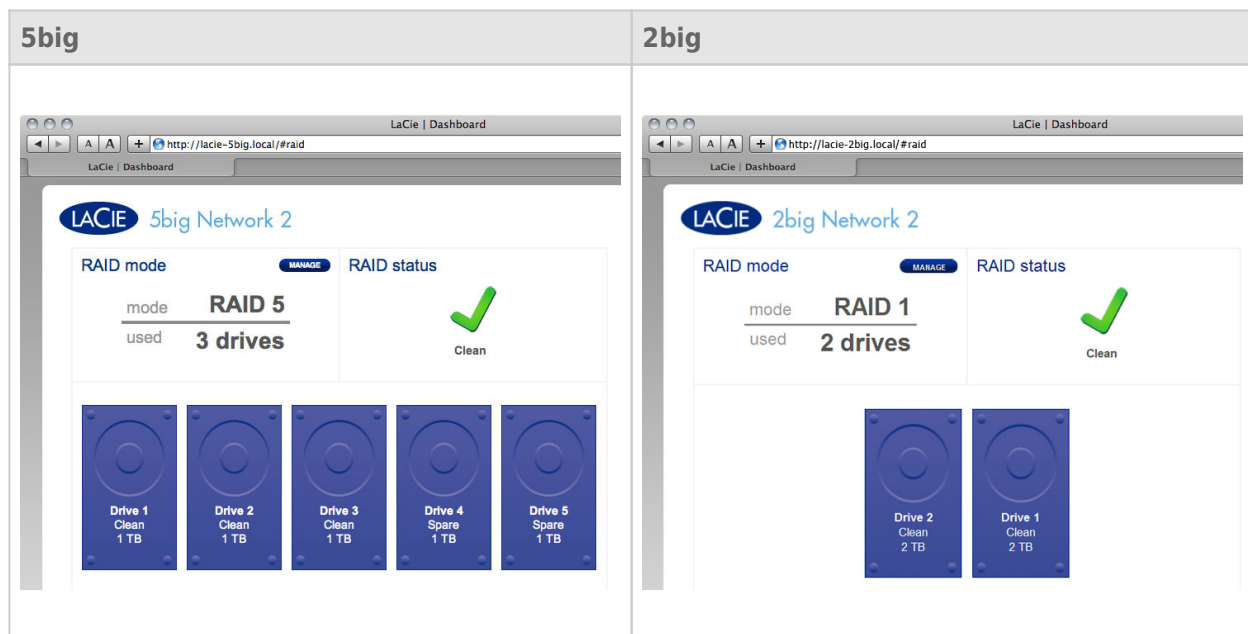 5big
LaCie | Dashboard
A A + http://lacie-5big.local/#raid
LaCie | Dashboard
LACIE 5big Network 2
RAID mode MANAGE RAID status
mode RAID 5
used 3 drives
Clean
Drive 1
Clean
1 TB
Drive 2
Clean
1 TB
Drive 3
Clean
1 TB
Drive 4
Spare
1 TB
Drive 5
Spare
1 TB
2big
LaCie | Dashboard
A A + http://lacie-2big.local/#raid
LaCie | Dashboard
LACIE 2big Network 2
RAID mode MANAGE RAID status
mode RAID 1
used 2 drives
Clean
Drive 2
Clean
2 TB
Drive 1
Clean
2 TB